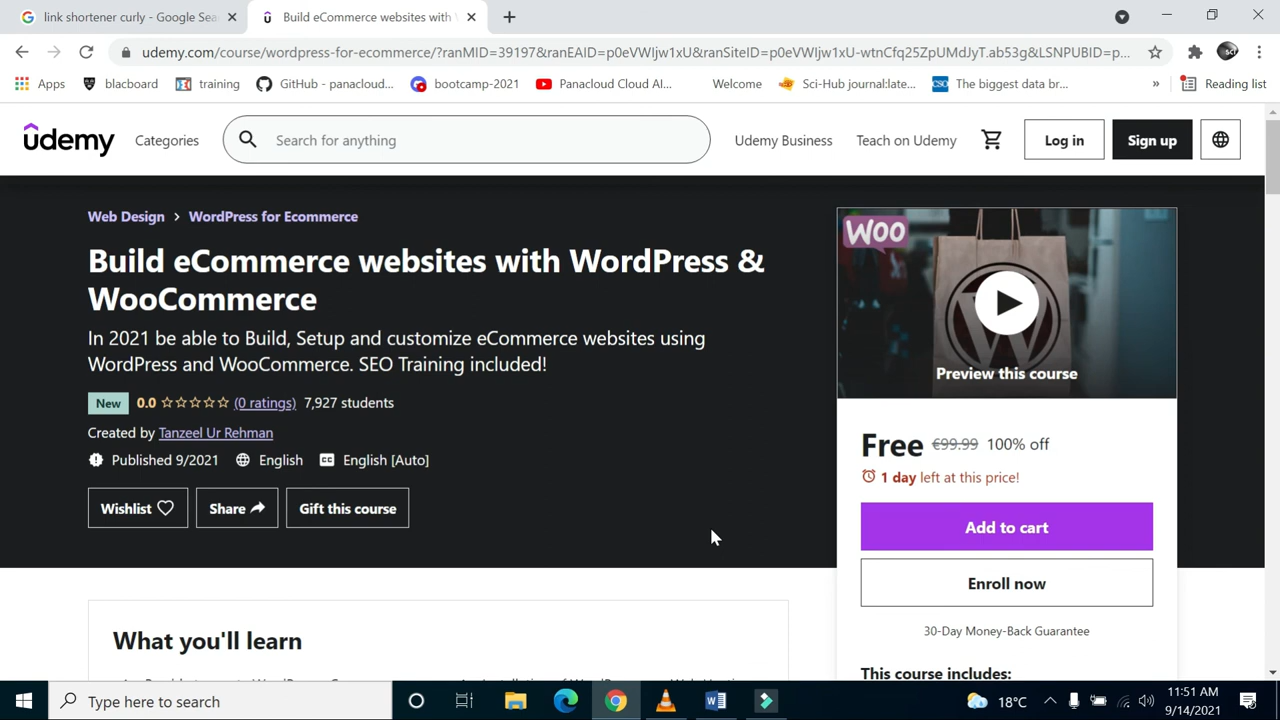 link shortener curly - Google Sea
Build eCommerce websites with
udemy.com/course/wordpress-for-ecommerce/?ranMID=39197&ranEAID=p0eVWIjw1xU&ranSiteID=p0eVWIjw1xU-wtnCfq25ZpUMdJyT.ab53g&LSNPUBID=p...
Apps blacboard training GitHub - panacloud... bootcamp-2021 Panacloud Cloud AI... Welcome Sci-Hub journal:late... The biggest data br... » Reading list
udemy Categories Search for anything Udemy Business Teach on Udemy Log in Sign up
Web Design > WordPress for Ecommerce
Build eCommerce websites with WordPress &
WooCommerce
In 2021 be able to Build, Setup and customize eCommerce websites using
WordPress and WooCommerce. SEO Training included!
New 0.0 (0 ratings) 7,927 students
Created by Tanzeel Ur Rehman
Published 9/2021 English English [Auto]
Wishlist Share Gift this course
WOO
Preview this course
Free €99.99 100% off
1 day left at this price!
Add to cart
Enroll now
30-Day Money-Back Guarantee
This course includes:
What you'll learn
Type here to search
18°C
11:51 AM
9/14/2021